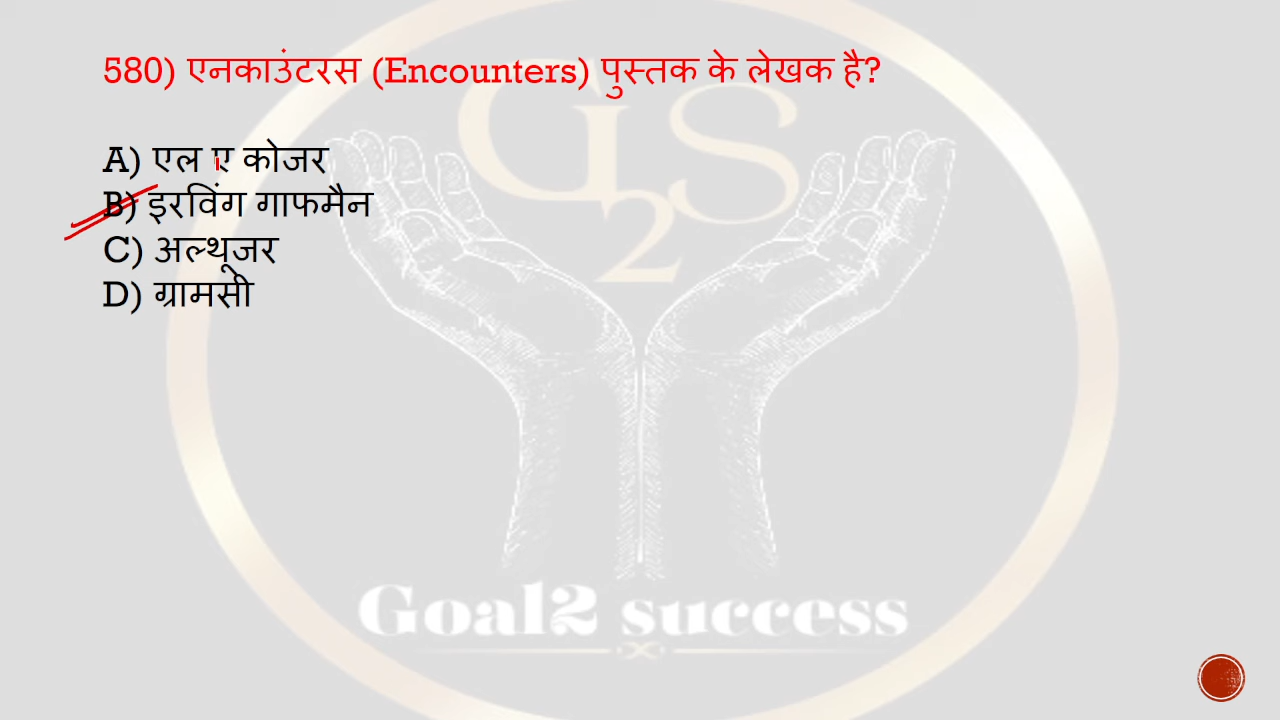 580) एनकाउंटरस (Encounters) पुस्तक के लेखक है?
A) एल ए कोजर
B) इरविंग गाफमैन
C) अल्थूजर
D) ग्रामसी
G2S
Goal2 success